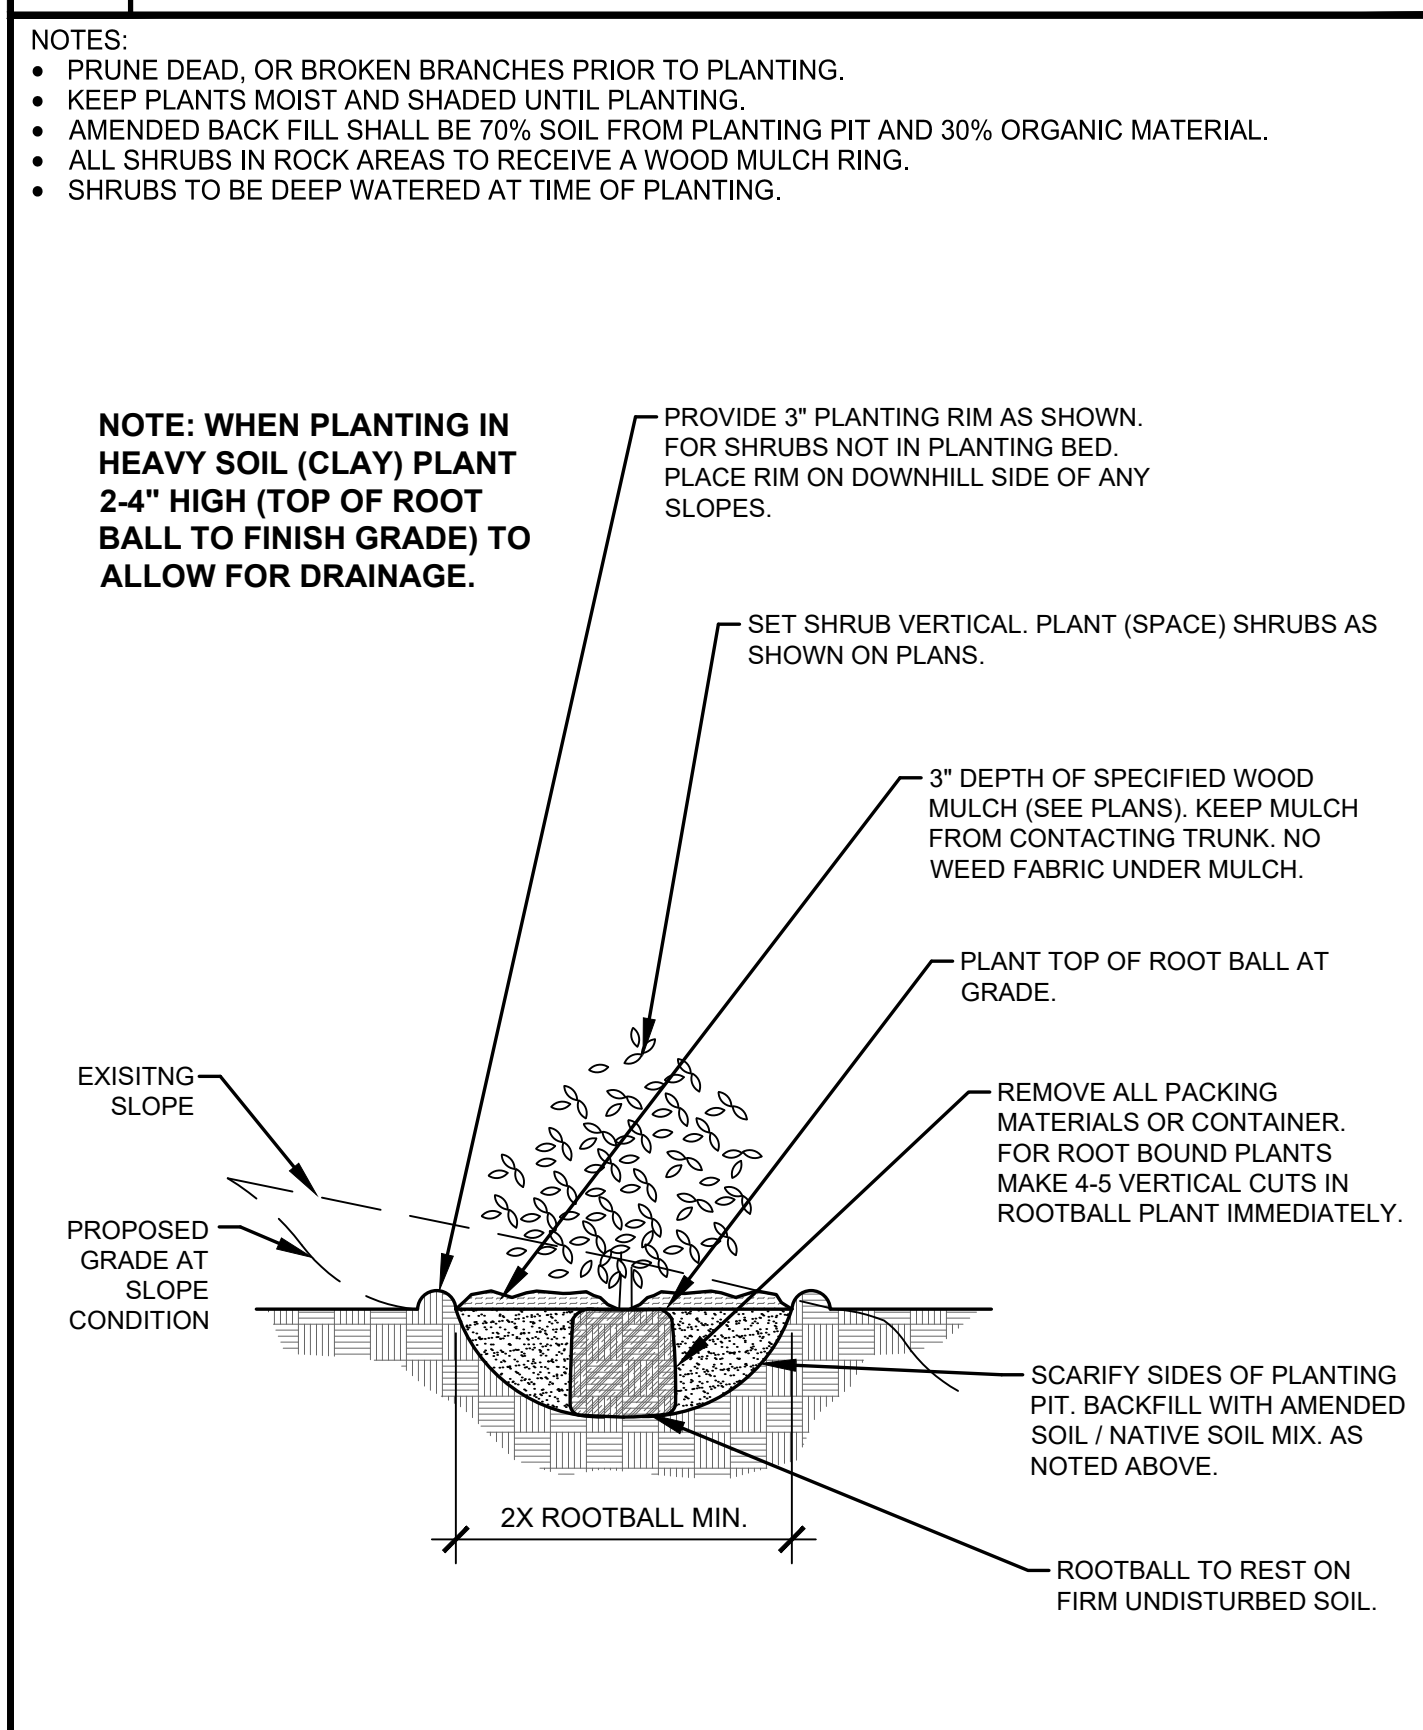 NOTES:
• PRUNE DEAD, OR BROKEN BRANCHES PRIOR TO PLANTING.
• KEEP PLANTS MOIST AND SHADED UNTIL PLANTING.
• AMENDED BACK FILL SHALL BE 70% SOIL FROM PLANTING PIT AND 30% ORGANIC MATERIAL.
• ALL SHRUBS IN ROCK AREAS TO RECEIVE A WOOD MULCH RING.
• SHRUBS TO BE DEEP WATERED AT TIME OF PLANTING.
NOTE: WHEN PLANTING IN
HEAVY SOIL (CLAY) PLANT
2-4" HIGH (TOP OF ROOT
BALL TO FINISH GRADE) TO
ALLOW FOR DRAINAGE.
PROVIDE 3" PLANTING RIM AS SHOWN.
FOR SHRUBS NOT IN PLANTING BED.
PLACE RIM ON DOWNHILL SIDE OF ANY
SLOPES.
SET SHRUB VERTICAL. PLANT (SPACE) SHRUBS AS
SHOWN ON PLANS.
3" DEPTH OF SPECIFIED WOOD
MULCH (SEE PLANS). KEEP MULCH
FROM CONTACTING TRUNK. NO
WEED FABRIC UNDER MULCH.
PLANT TOP OF ROOT BALL AT
GRADE.
EXISITNG
SLOPE
REMOVE ALL PACKING
MATERIALS OR CONTAINER.
FOR ROOT BOUND PLANTS
MAKE 4-5 VERTICAL CUTS IN
ROOTBALL PLANT IMMEDIATELY.
PROPOSED
GRADE AT
SLOPE
CONDITION
SCARIFY SIDES OF PLANTING
PIT. BACKFILL WITH AMENDED
SOIL / NATIVE SOIL MIX. AS
NOTED ABOVE.
2X ROOTBALL MIN.
ROOTBALL TO REST ON
FIRM UNDISTURBED SOIL.